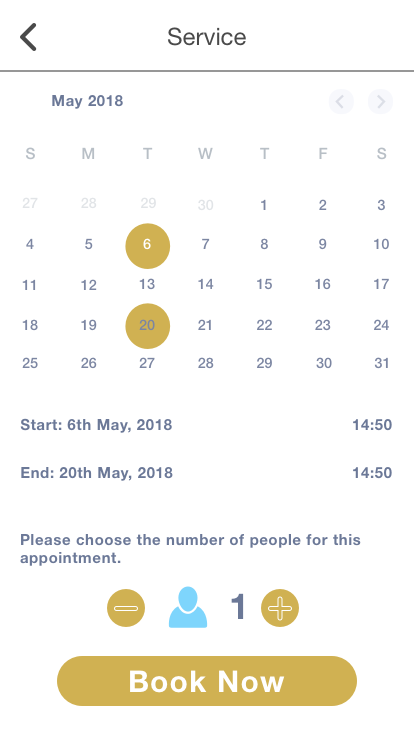 Service
May 2018
S M T W T F S
27 28 29 30 1 2 3
4 5 6 7 8 9 10
11 12 13 14 15 16 17
18 19 20 21 22 23 24
25 26 27 28 29 30 31
Start: 6th May, 2018 14:50
End: 20th May, 2018 14:50
Please choose the number of people for this
appointment.
1
Book Now